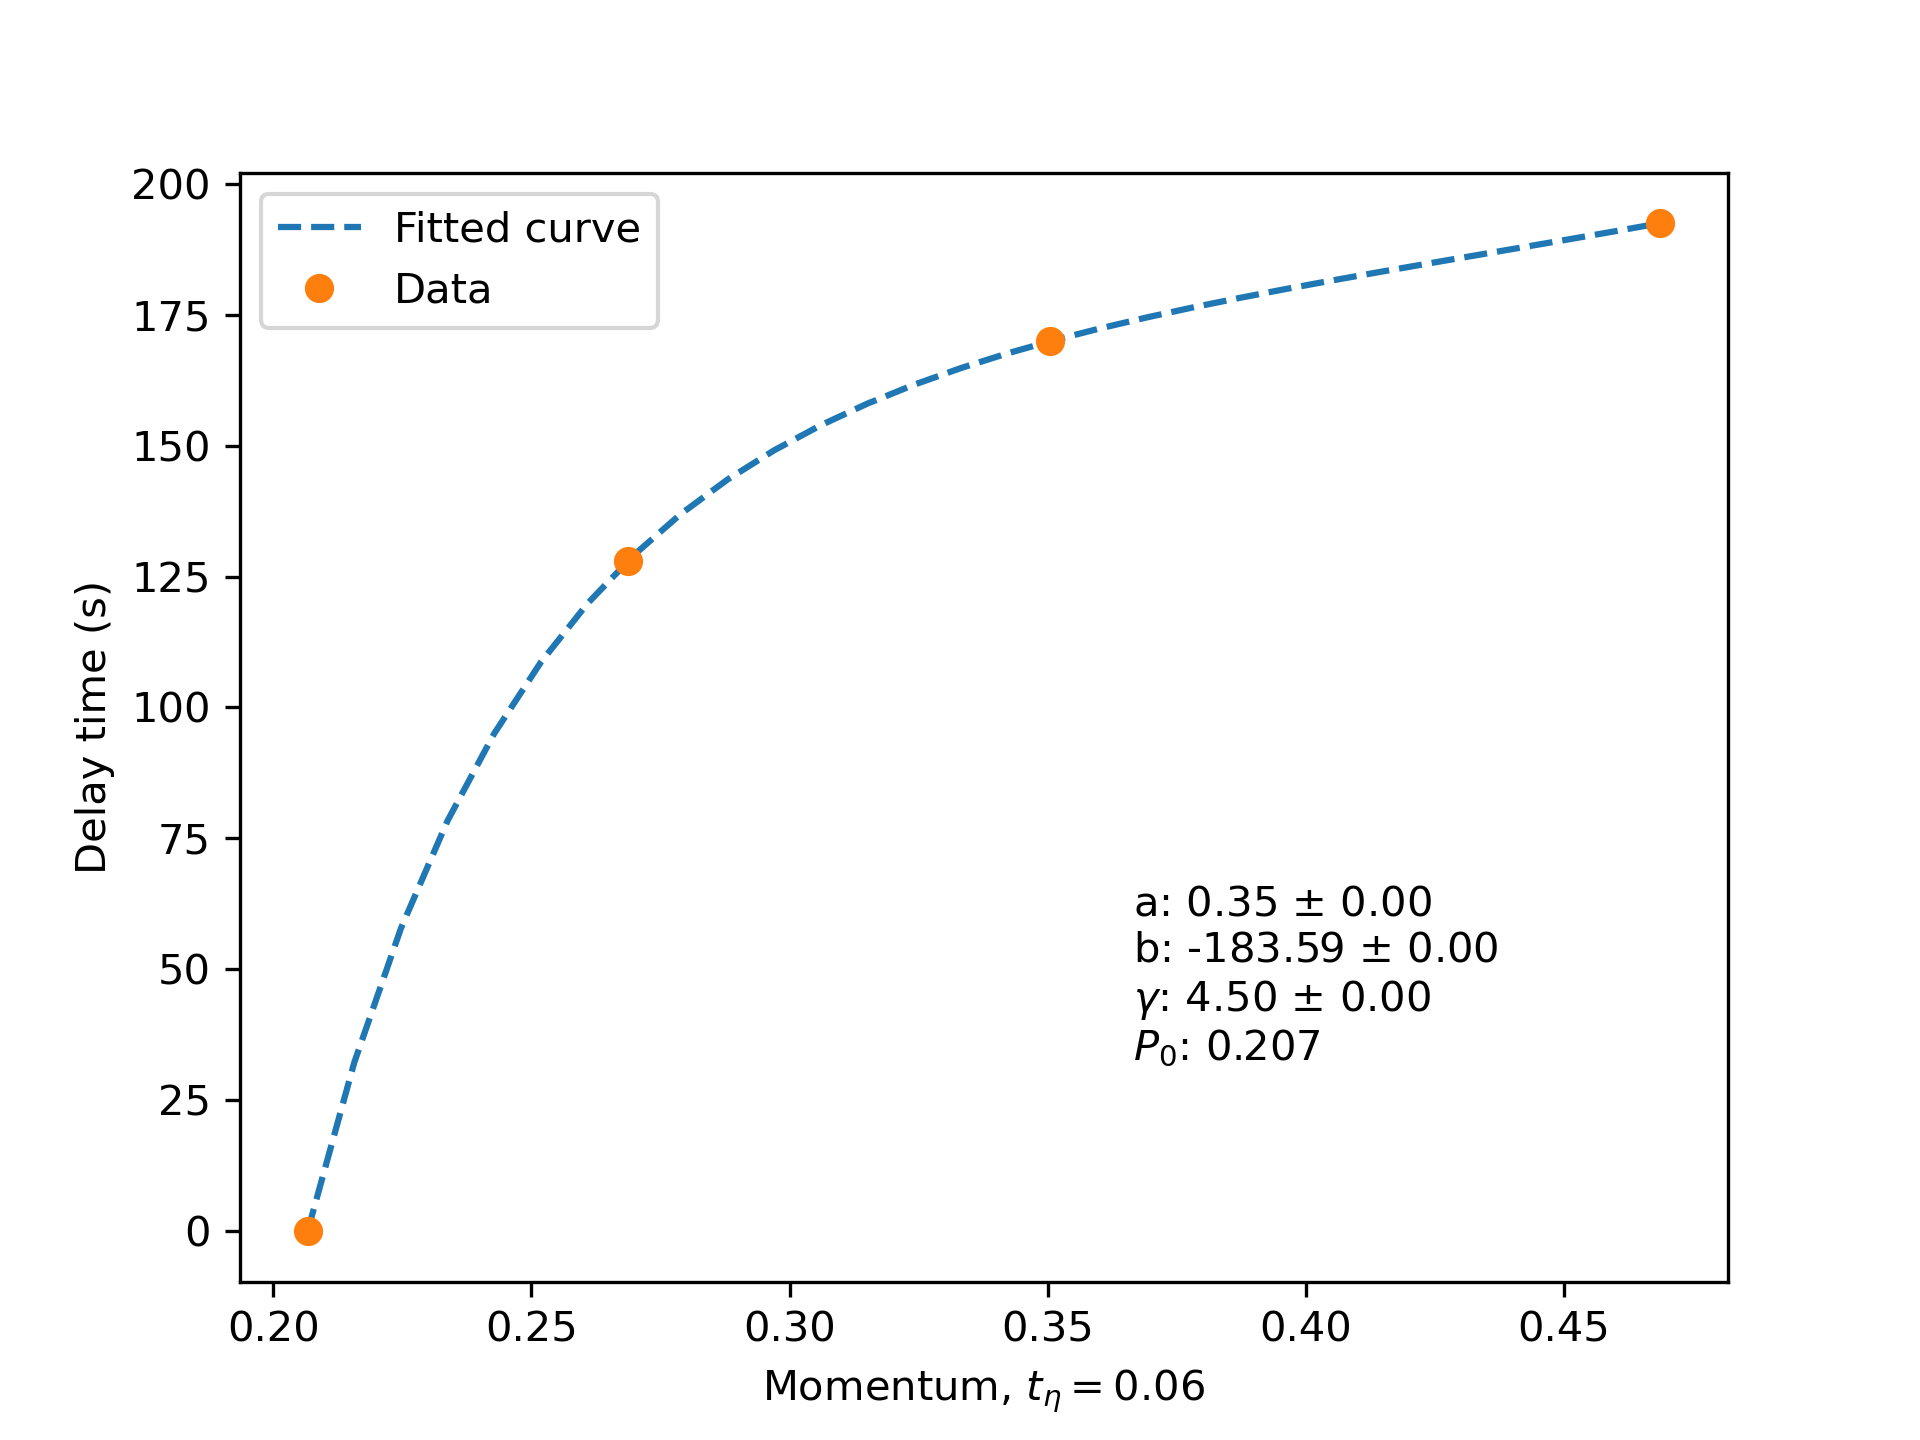 Fitted curve
Data
200
175
150
125
100
75
50
25
0
Delay time (s)
a: 0.35 ± 0.00
b: -183.59 ± 0.00
γ: 4.50 ± 0.00
P₀: 0.207
0.20 0.25 0.30 0.35 0.40 0.45
Momentum, tη = 0.06